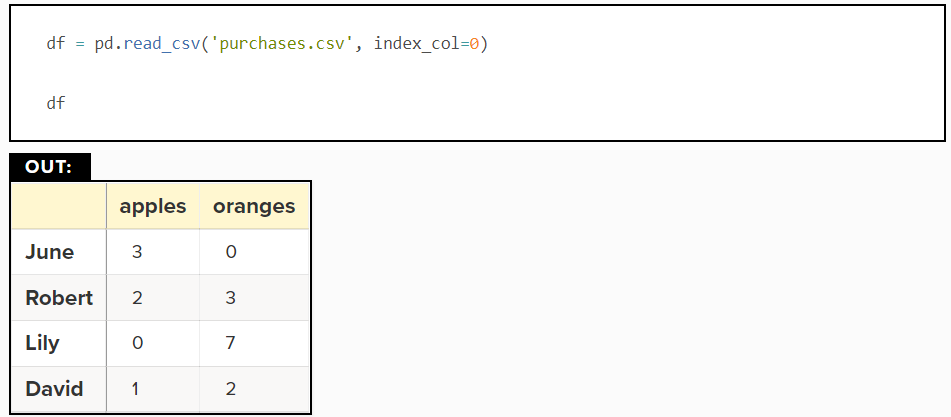 df = pd.read_csv('purchases.csv', index_col=0)
df
OUT:
apples oranges
June 3 0
Robert 2 3
Lily 0 7
David 1 2